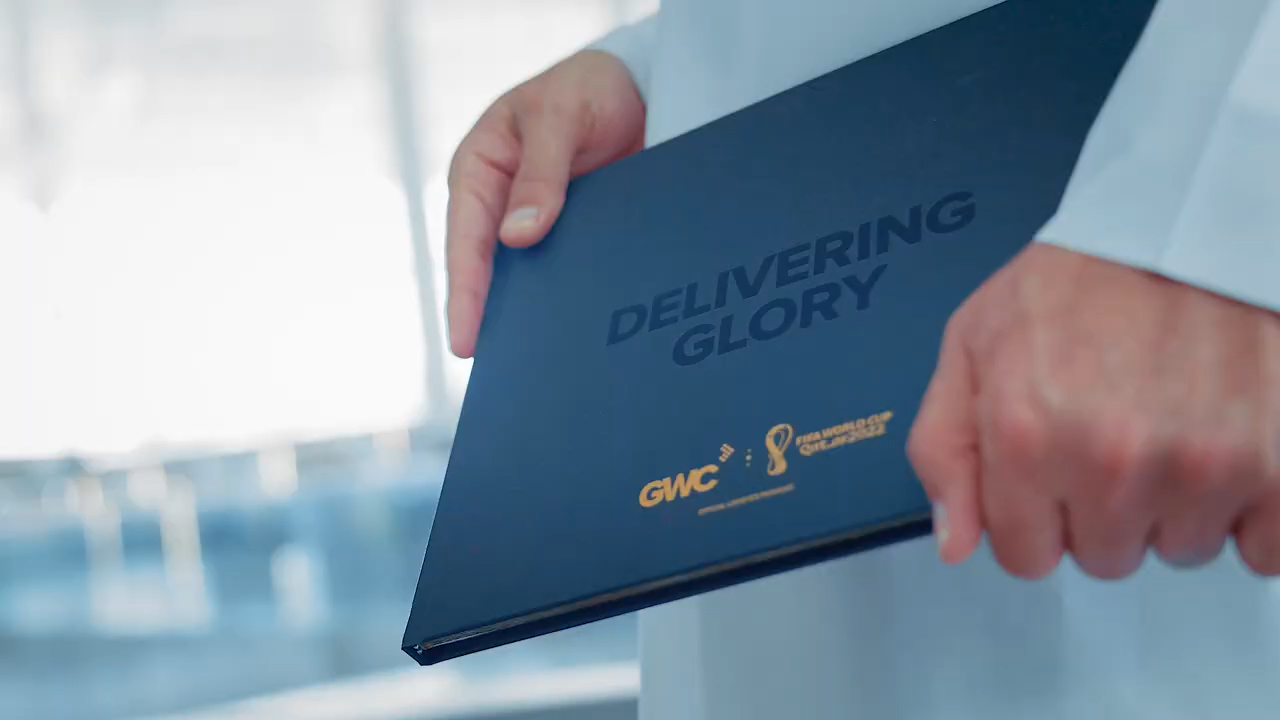 DELIVERING
GLORY
GWC
FIFA WORLD CUP
Qatar2022